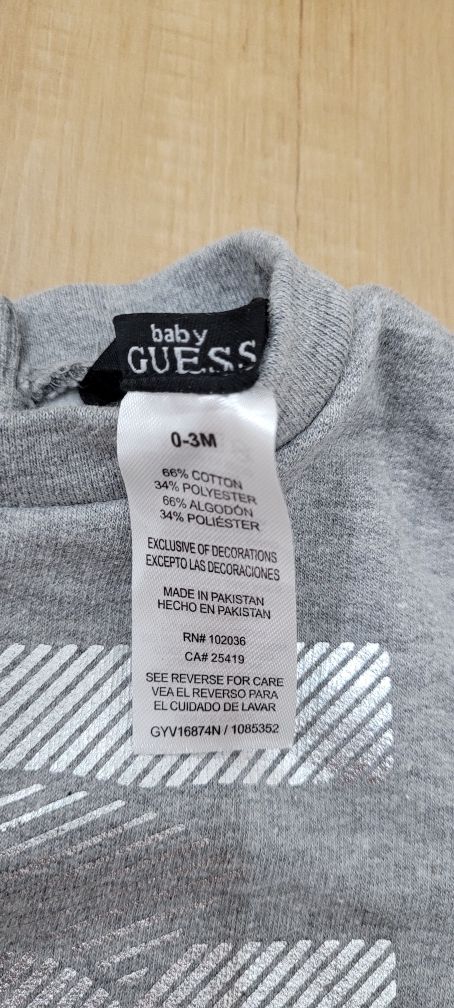 baby
GUESS
0-3M
66% COTTON
34% POLYESTER
66% ALGODÓN
34% POLIÉSTER
EXCLUSIVE OF DECORATIONS
EXCEPTO LAS DECORACIONES
MADE IN PAKISTAN
HECHO EN PAKISTAN
RN# 102036
CA# 25419
SEE REVERSE FOR CARE
VEA EL REVERSO PARA
EL CUIDADO DE LAVAR
GYV16874N / 1085352